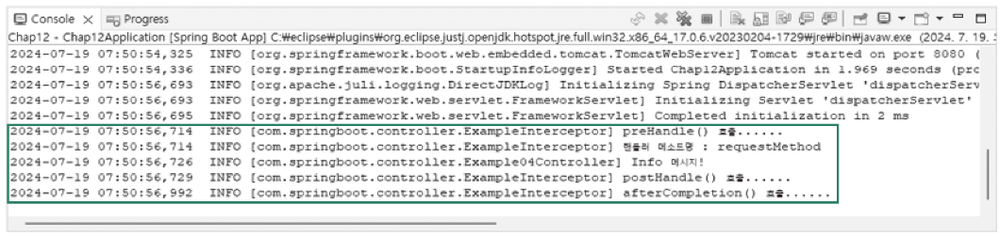 Console × Progress
Chap12 - Chap12Application [Spring Boot App] C:₩eclipse₩plugins₩org.eclipse.justj.openjdk.hotspot.jre.full.win32.x86_64_17.0.6.v20230204-1729₩jre₩bin₩javaw.exe (2024. 7. 19.
2024-07-19 07:50:54,325 INFO [org.springframework.boot.web.embedded.tomcat.TomcatWebServer] Tomcat started on port 8080 (
2024-07-19 07:50:54,336 INFO [org.springframework.boot.StartupInfoLogger] Started Chap12Application in 1.969 seconds (pro
2024-07-19 07:50:56,693 INFO [org.apache.juli.logging.DirectJDKLog] Initializing Spring DispatcherServlet 'dispatcherServ
2024-07-19 07:50:56,693 INFO [org.springframework.web.servlet.FrameworkServlet] Initializing Servlet 'dispatcherServlet'
2024-07-19 07:50:56,695 INFO [org.springframework.web.servlet.FrameworkServlet] Completed initialization in 2 ms
2024-07-19 07:50:56,714 INFO [com.springboot.controller.ExampleInterceptor] preHandle() 호출......
2024-07-19 07:50:56,714 INFO [com.springboot.controller.ExampleInterceptor] 핸들러 메소드명 : requestMethod
2024-07-19 07:50:56,726 INFO [com.springboot.controller.Example04Controller] Info 메시지!
2024-07-19 07:50:56,729 INFO [com.springboot.controller.ExampleInterceptor] postHandle() 호출......
2024-07-19 07:50:56,992 INFO [com.springboot.controller.ExampleInterceptor] afterCompletion() 호출......